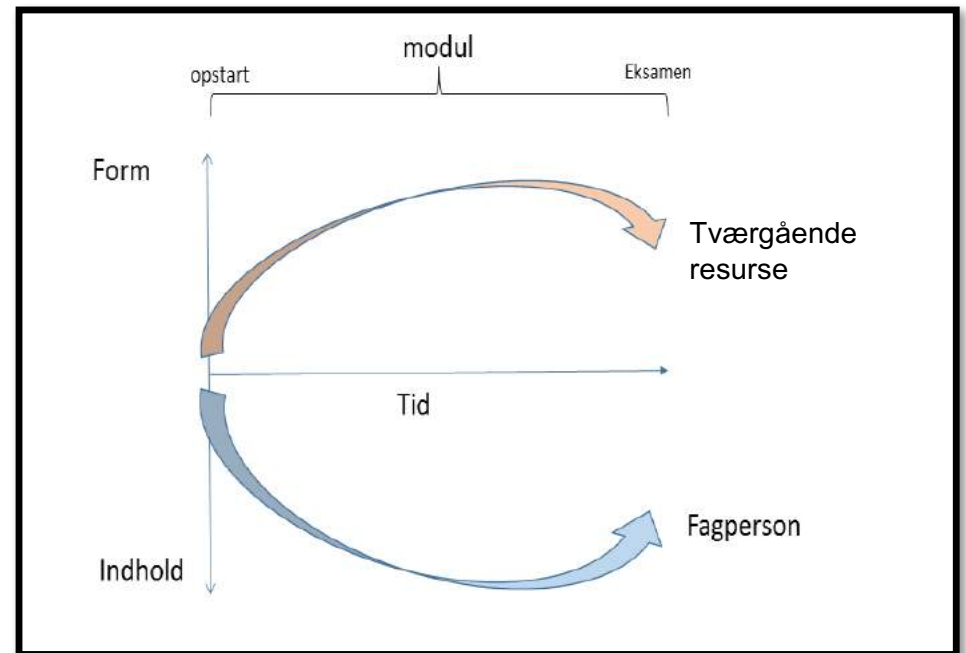 modul
opstart
Eksamen
Form
Tværgående
resurse
Tid
Fagperson
Indhold